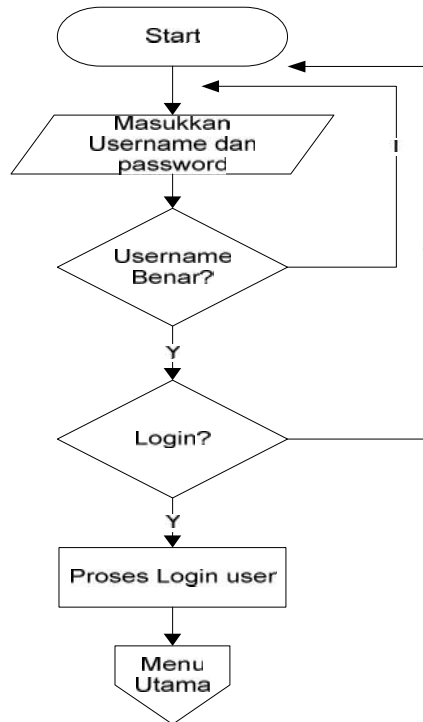 Start
Masukkan
Username dan
password
Username
Benar?
Y
Login?
Y
Proses Login user
Menu
Utama